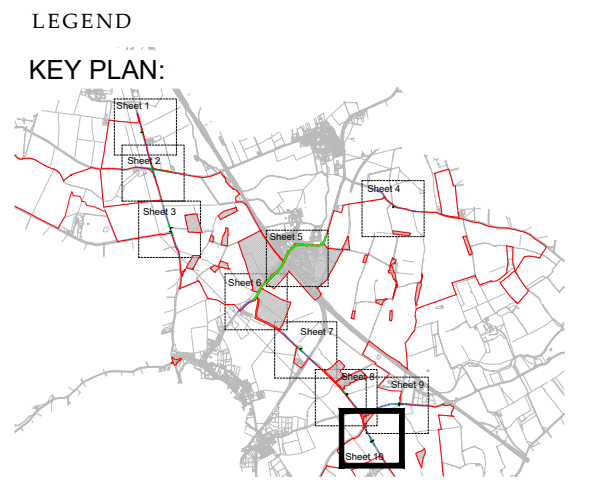 LEGEND
KEY PLAN:
Sheet 1
Sheet 2
Sheet 3
Sheet 4
Sheet 5
Sheet 6
Sheet 7
Sheet 8
Sheet 9
Sheet 10